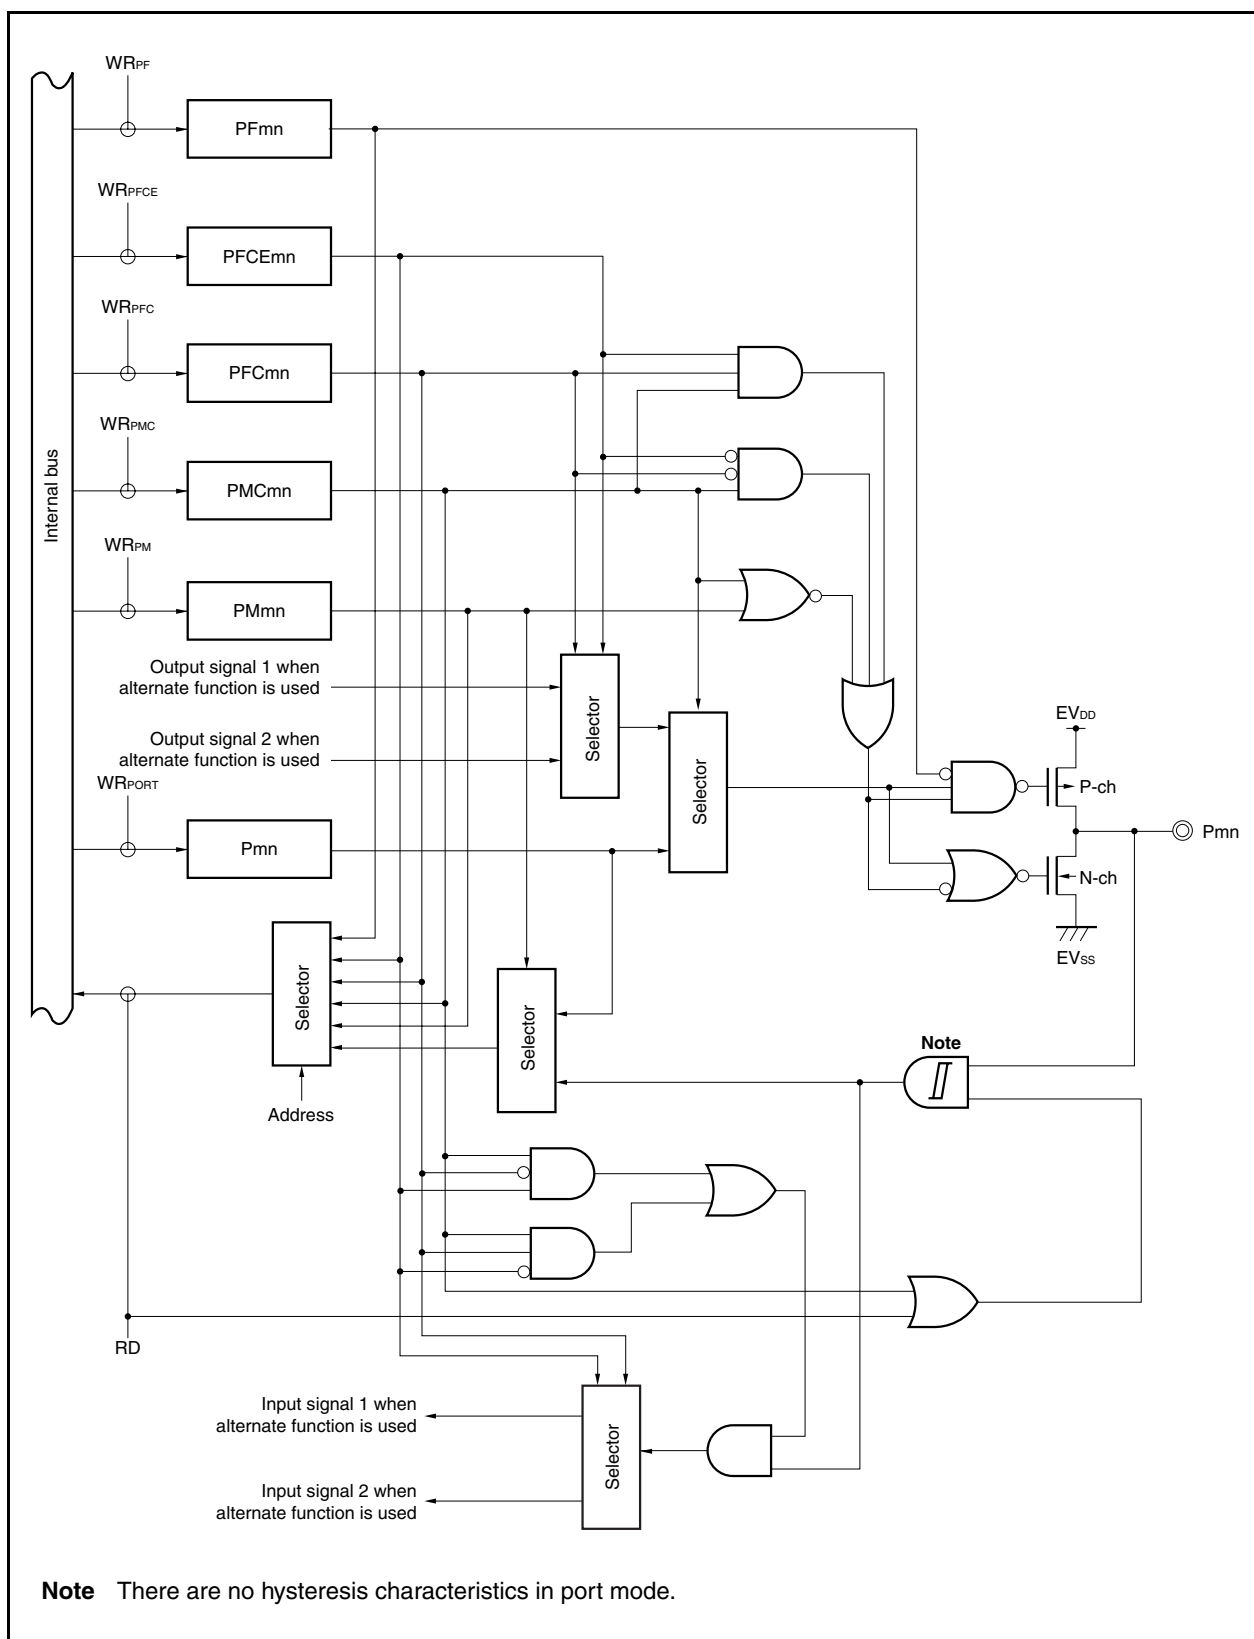 WRPF
PFmn
WRPFCE
PFCEmn
WRPFC
PFCmn
WRPMC
PMCmn
Internal bus
WRPM
PMmn
Output signal 1 when
alternate function is used
Output signal 2 when
alternate function is used
Selector
Selector
EVDD
P-ch
WRPORT
Pmn
Pmn
N-ch
EVSS
Selector
Selector
Address
Note
RD
Input signal 1 when
alternate function is used
Input signal 2 when
alternate function is used
Selector
Note There are no hysteresis characteristics in port mode.